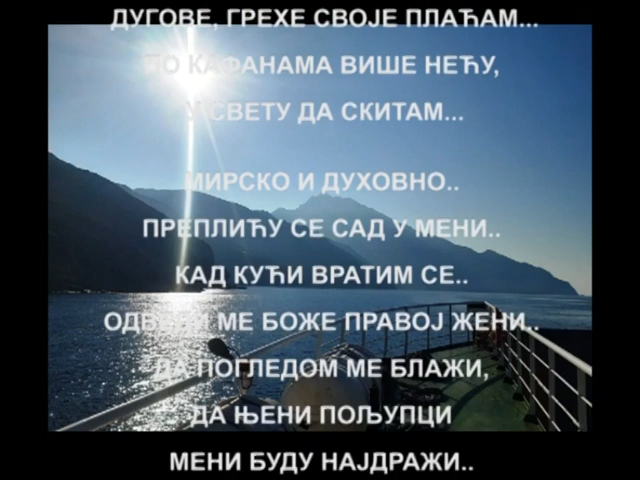 ДУГОВЕ, ГРЕХЕ СВОЈЕ ПЛАЋАМ...
ПО КАФАНАМА ВИШЕ НЕЋУ,
У СВЕТУ ДА СКИТАМ...
МИРСКО И ДУХОВНО..
ПРЕПЛИЋУ СЕ САД У МЕНИ..
КАД КУЋИ ВРАТИМ СЕ..
ОДВЕДИ МЕ БОЖЕ ПРАВОЈ ЖЕНИ..
ДА ПОГЛЕДОМ МЕ БЛАЖИ,
ДА ЊЕНИ ПОЉУПЦИ
МЕНИ БУДУ НАЈДРАЖИ..